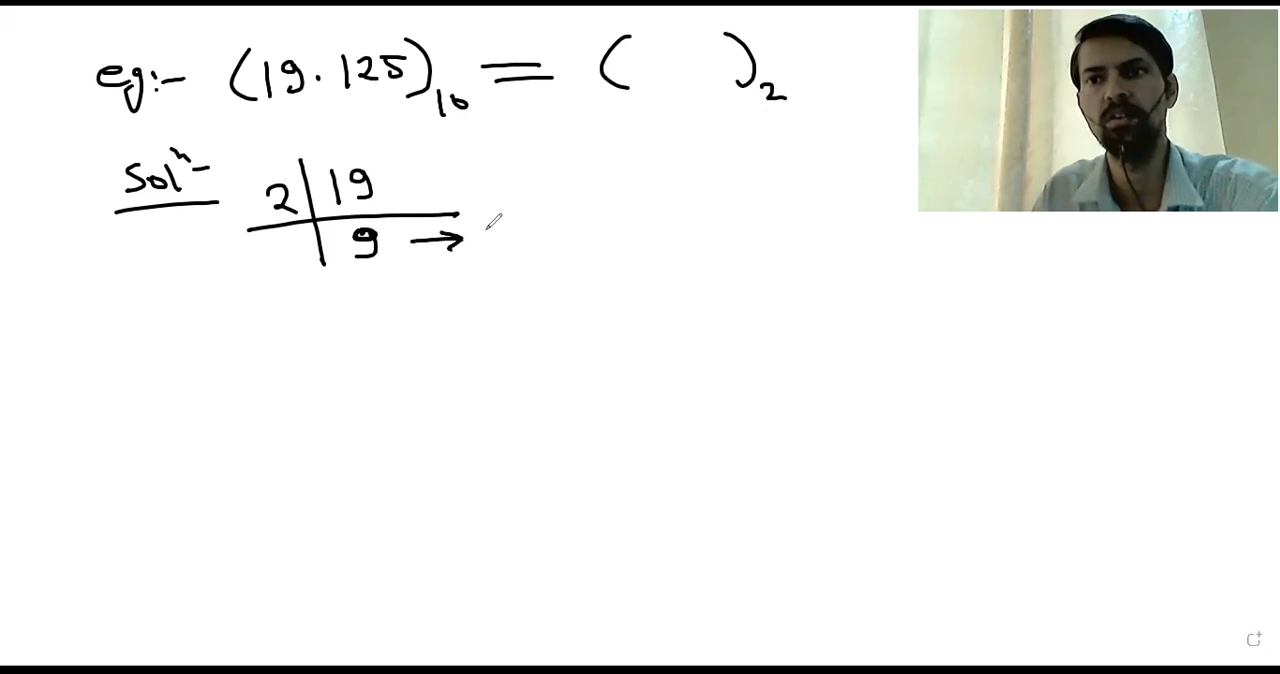 eg:- (19.125)10 = (   )2
Solⁿ-
2 | 19
9 →